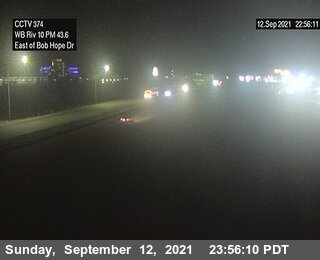 CCTV 374
WB Riv 10 PM 43.6
East of Bob Hope Dr
12.Sep 2021 22:56:11
Sunday, September 12, 2021 23:56:10 PDT